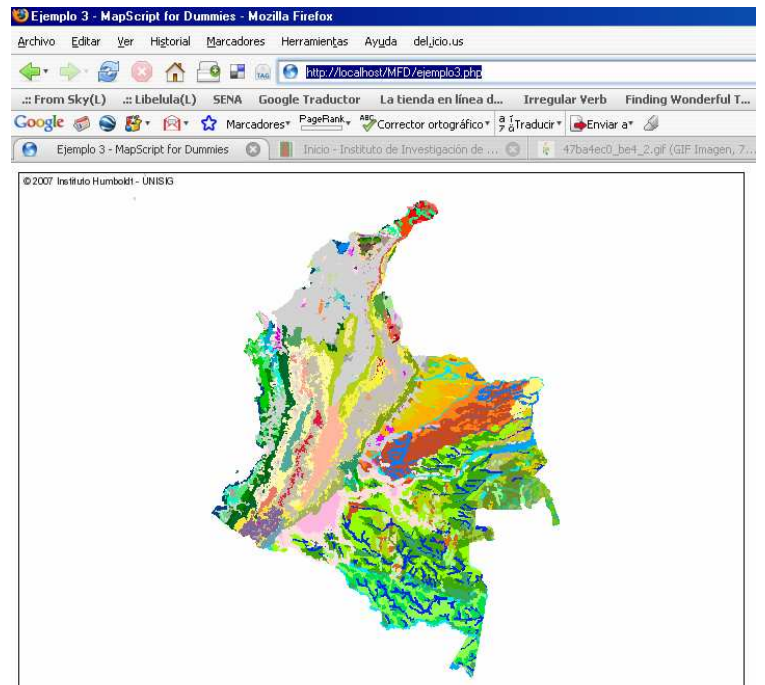 Ejemplo 3 - MapScript for Dummies - Mozilla Firefox
Archivo Editar Ver Historial Marcadores Herramientas Ayuda del.icio.us
TAG http://localhost/MFD/ejemplo3.php
.:: From Sky(L) .:: Libelula(L) SENA Google Traductor La tienda en línea d... Irregular Verb Finding Wonderful T...
Google Marcadores PageRank ABC Corrector ortográfico Traducir Enviar a
Ejemplo 3 - MapScript for Dummies Inicio - Instituto de Investigación de ... 47ba4ec0_be4_2.gif (GIF Imagen, 7...
© 2007 Instituto Humboldt - UNISIG